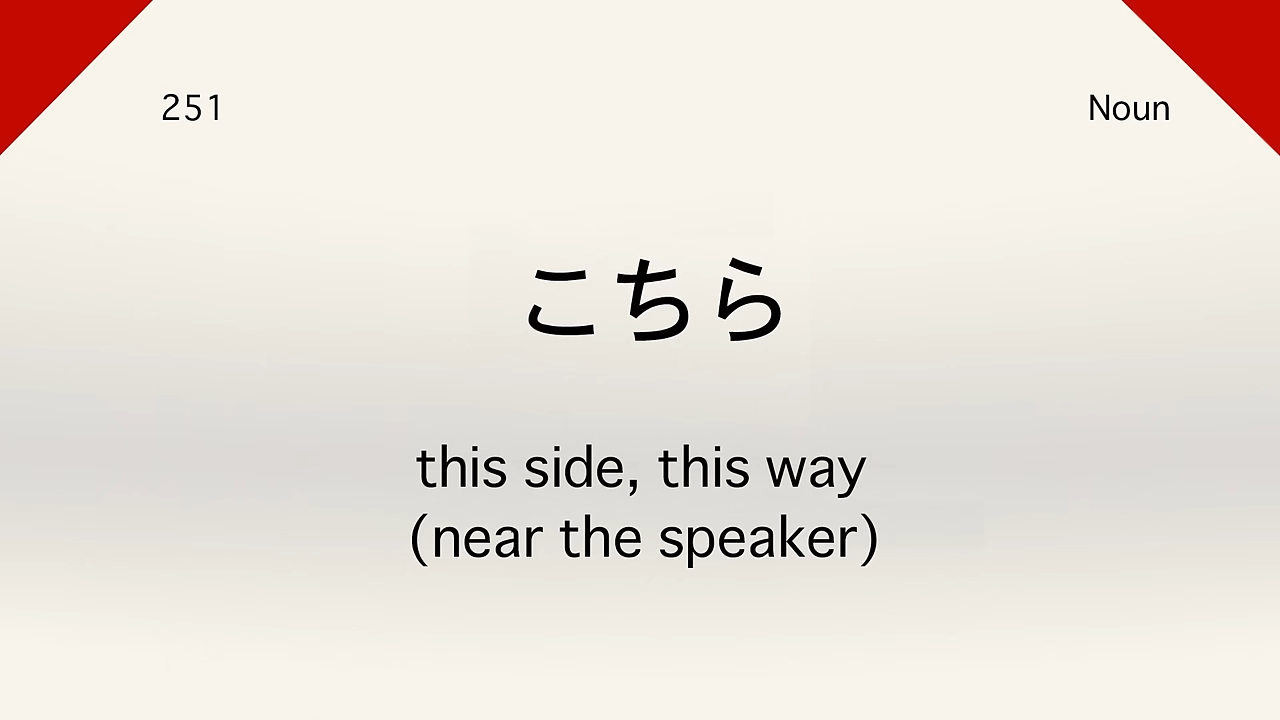 251
Noun
こちら
this side, this way
(near the speaker)